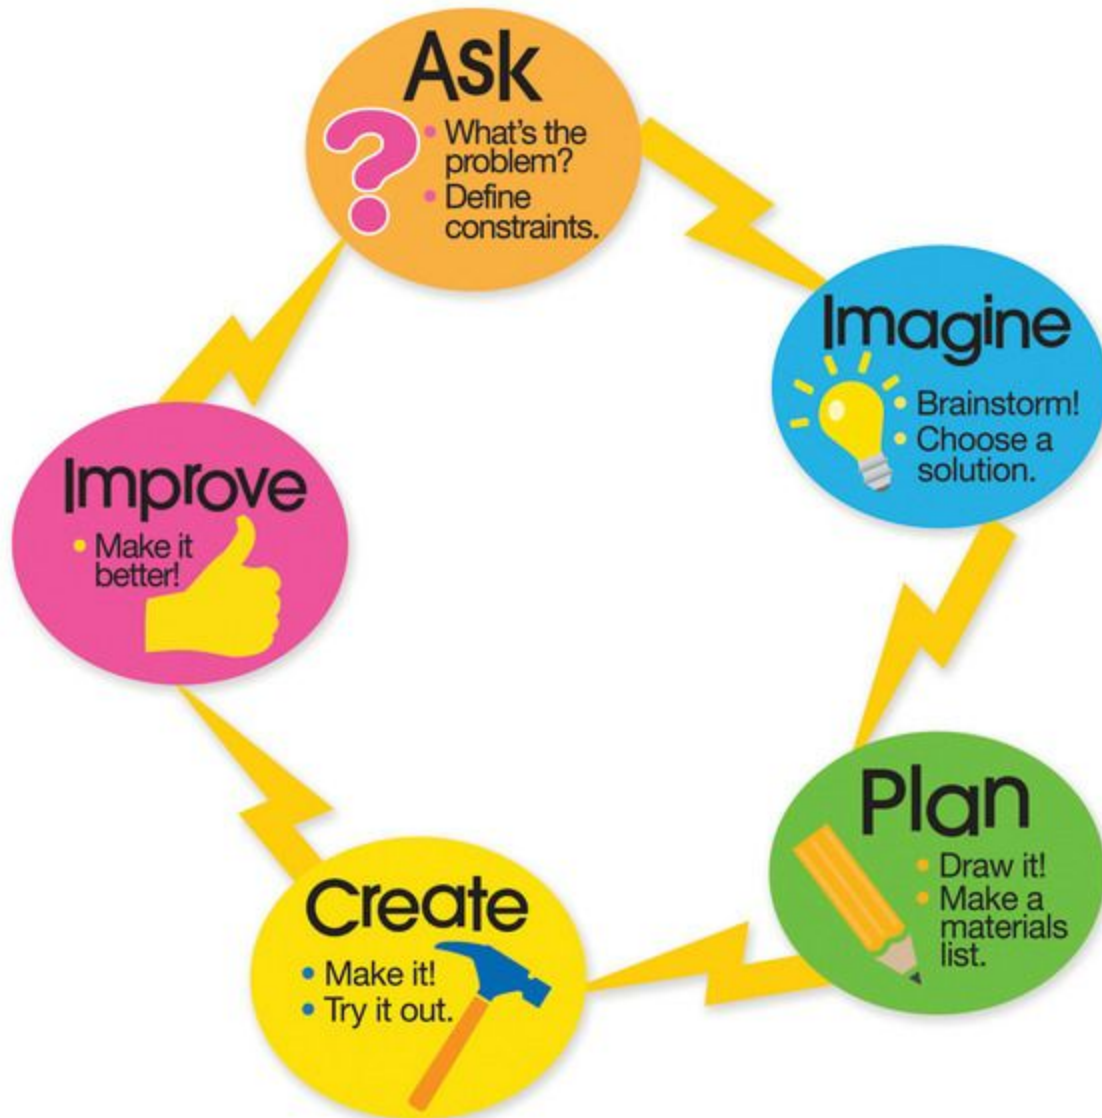 Ask
• What's the
problem?
• Define
constraints.
Imagine
• Brainstorm!
• Choose a
solution.
Plan
• Draw it!
• Make a
materials
list.
Create
• Make it!
• Try it out.
Improve
• Make it
better!